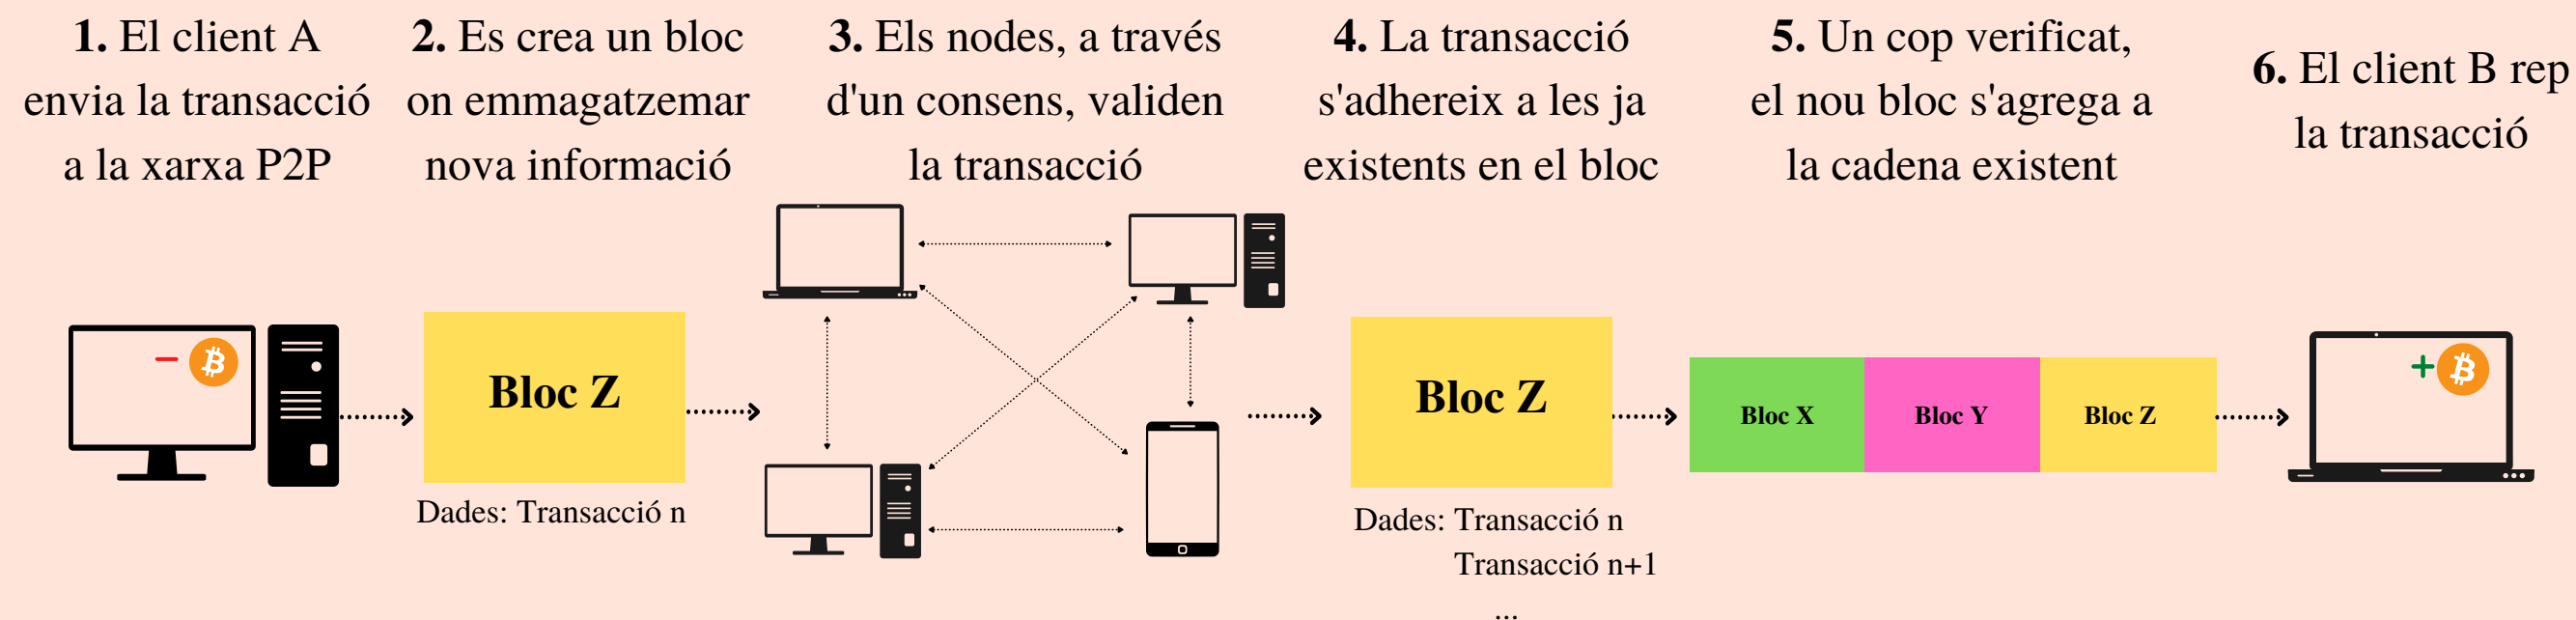 1. El client A
envia la transacció
a la xarxa P2P
2. Es crea un bloc
on emmagatzemar
nova informació
3. Els nodes, a través
d'un consens, validen
la transacció
4. La transacció
s'adhereix a les ja
existents en el bloc
5. Un cop verificat,
el nou bloc s'agrega a
la cadena existent
6. El client B rep
la transacció
Bloc Z
Dades: Transacció n
Bloc Z
Dades: Transacció n
Transacció n+1
...
Bloc X
Bloc Y
Bloc Z